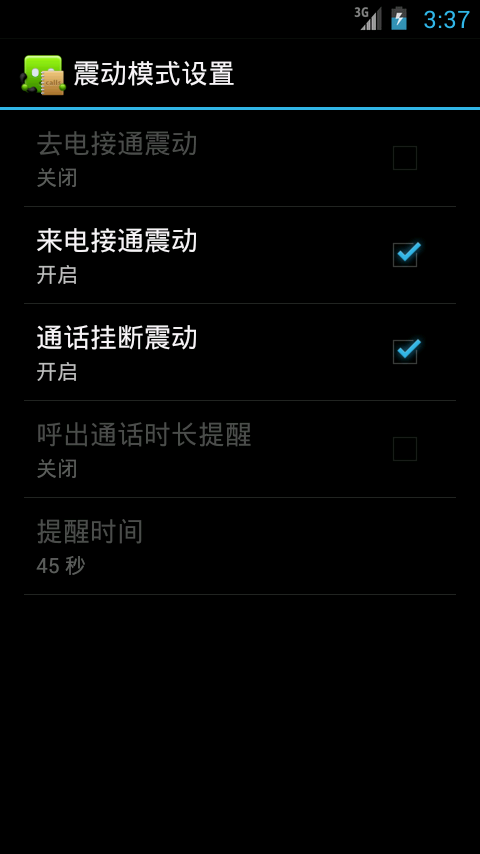 3G
3:37
calls
震动模式设置
去电接通震动
关闭
来电接通震动
开启
通话挂断震动
开启
呼出通话时长提醒
关闭
提醒时间
45 秒